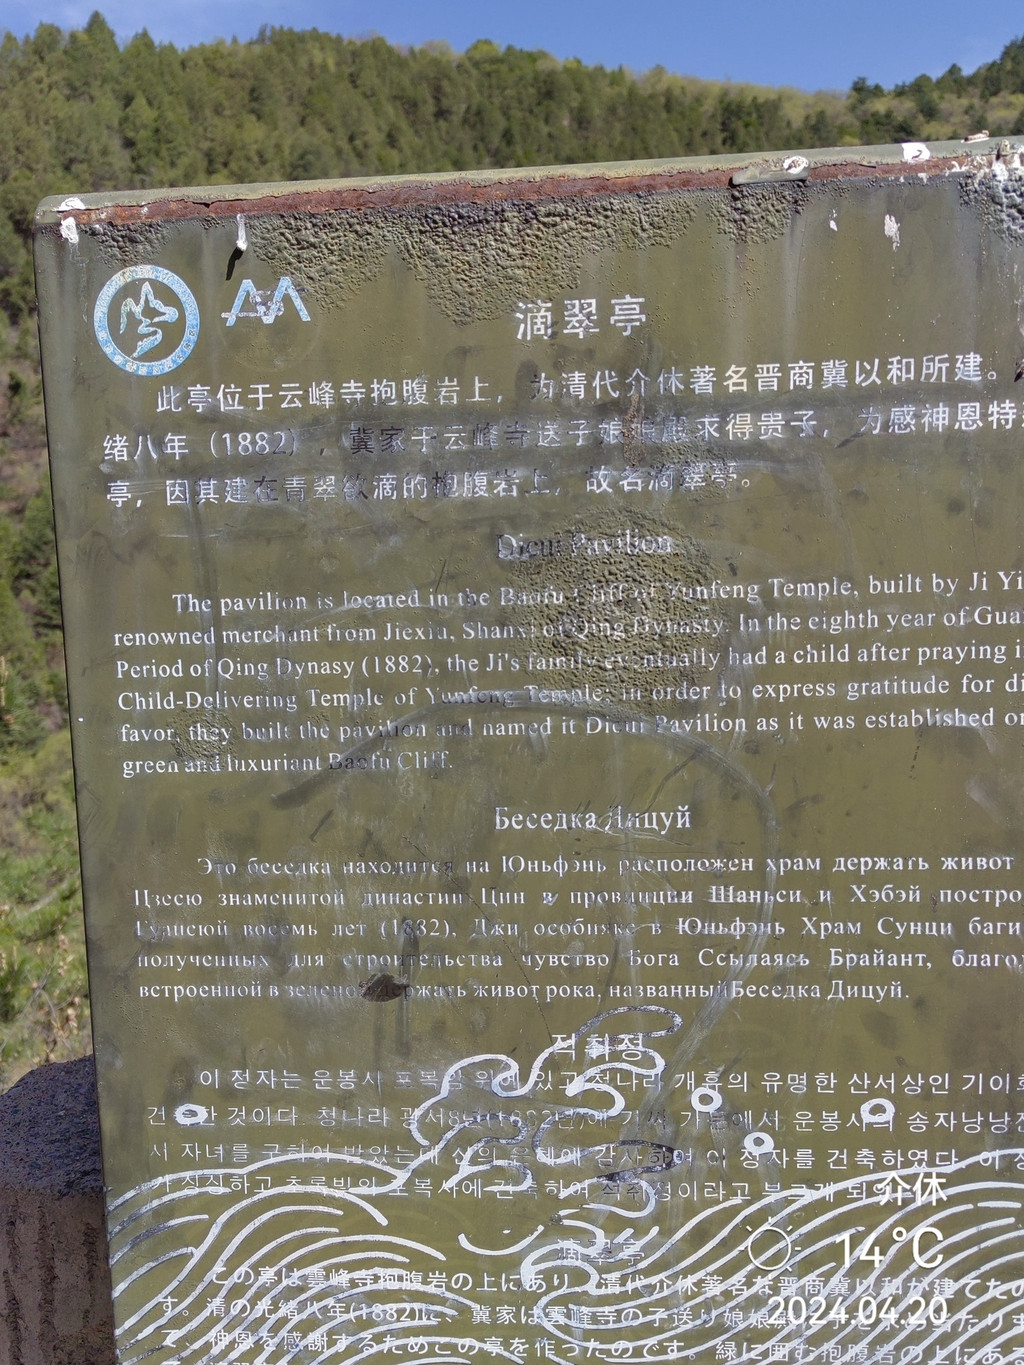 滴翠亭
此亭位于云峰寺抱腹岩上，为清代介休著名晋商冀以和所建。
绪八年（1882），冀家于云峰寺送子娘娘殿求得贵子，为感神恩特
亭，因其建在青翠欲滴的抱腹岩上，故名滴翠亭。
Dicui Pavilion
The pavilion is located in the Baofu Cliff of Yunfeng Temple, built by Ji Yi
renowned merchant from Jiexiu, Shanxi of Qing Dynasty. In the eighth year of Gua
Period of Qing Dynasy (1882), the Ji's family eventually had a child after praying i
Child-Delivering Temple of Yunfeng Temple; in order to express gratitude for di
favor, they built the pavilion and named it Dicui Pavilion as it was established on
green and luxuriant Baofu Cliff.
Беседка Дицуй
Это беседка находится на Юньфэнь расположен храм держать живот
Цзесю знаменитой династии Цин в провинции Шаньси и Хэбэй постро
Гуансюй восемь лет (1882), Джи особняке в Юньфэнь Храм Сунци баги
полученных для строительства чувство Бога Ссылаясь Брайант, благо
встроенной в зелено держать живот рока, названныйБеседка Дицуй.
적취정
이 정자는 운봉사 포복암 위에 있고 청나라 개휴의 유명한 산서상인 기이
건축한 것이다. 청나라 광서8년(1882년)에 기씨 가문에서 운봉사의 송자낭낭
서 자녀를 구하여 받았는데 신의 은혜에 감사하여 이 정자를 건축하였다. 이 정
가 싱싱하고 초록빛의 포복사에 건축하여 적취정이라고 부르게 되
介休
滴翠亭
14°C
この亭は雲峰寺抱腹岩の上にあり、清代介休著名な晋商冀以和が建てたの
す。清の光緒八年(1882)に、冀家は雲峰寺の子送り娘娘
2024.04.20
て、神恩を感謝するためこの亭を作ったのです。緑に囲む抱腹岩の上にあ